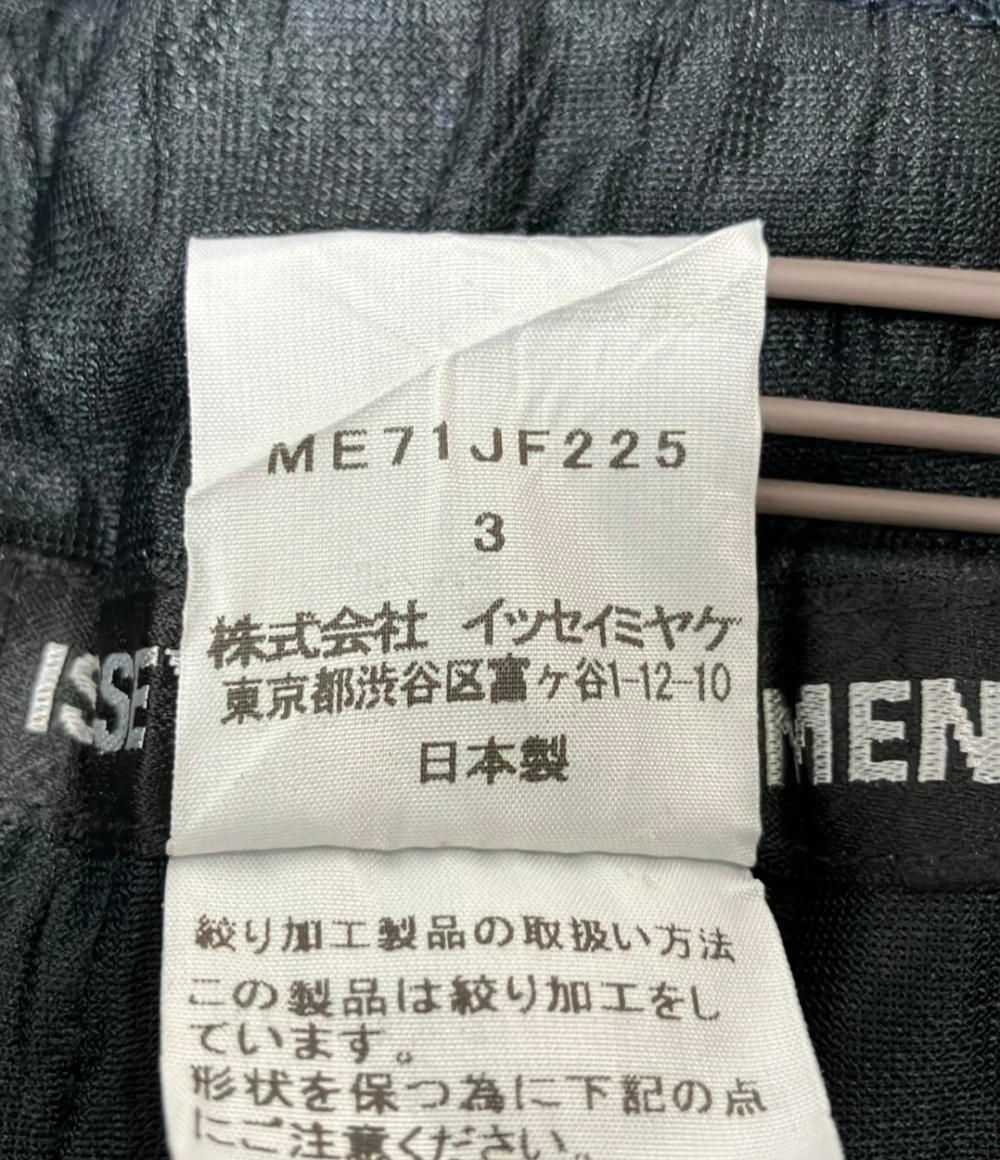 ME71JF225
3
株式会社 イッセイミヤケ
東京都渋谷区富ヶ谷1-12-10
日本製
ISSE
MEN
絞り加工製品の取扱い方法
この製品は絞り加工をし
ています。
形状を保つ為に下記の点
にご注意ください。